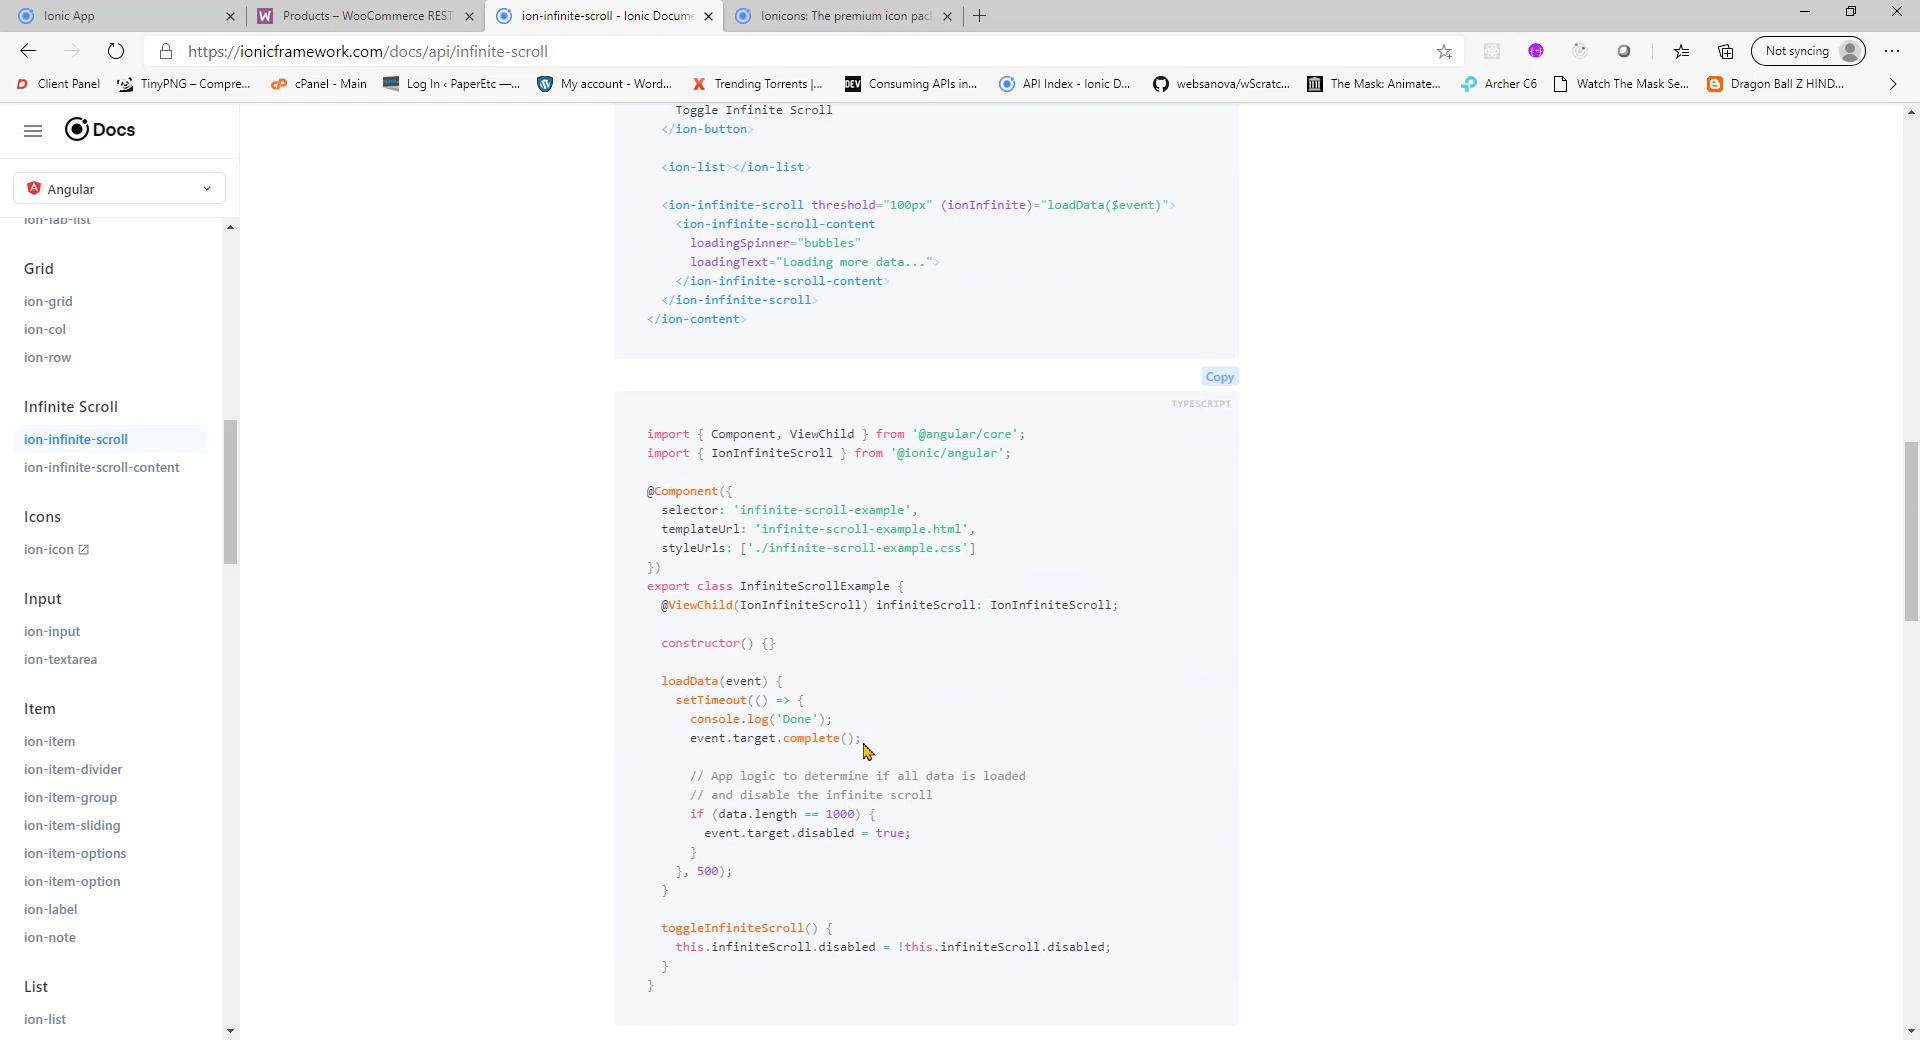 Ionic App
Products – WooCommerce REST
ion-infinite-scroll - Ionic Docume
Ionicons: The premium icon pac
https://ionicframework.com/docs/api/infinite-scroll
Not syncing
Client Panel
TinyPNG – Compre...
cPanel - Main
Log In ‹ PaperEtc —...
My account - Word...
Trending Torrents |...
DEV
Consuming APIs in...
API Index - Ionic D...
websanova/wScratc...
The Mask: Animate...
Archer C6
Watch The Mask Se...
Dragon Ball Z HIND...
Docs
Angular
ion-fab-list
Grid
ion-grid
ion-col
ion-row
Infinite Scroll
ion-infinite-scroll
ion-infinite-scroll-content
Icons
ion-icon
Input
ion-input
ion-textarea
Item
ion-item
ion-item-divider
ion-item-group
ion-item-sliding
ion-item-options
ion-item-option
ion-label
ion-note
List
ion-list
Toggle Infinite Scroll
</ion-button>
<ion-list></ion-list>
<ion-infinite-scroll threshold="100px" (ionInfinite)="loadData($event)">
<ion-infinite-scroll-content
loadingSpinner="bubbles"
loadingText="Loading more data...">
</ion-infinite-scroll-content>
</ion-infinite-scroll>
</ion-content>
Copy
TYPESCRIPT
import { Component, ViewChild } from '@angular/core';
import { IonInfiniteScroll } from '@ionic/angular';
@Component({
selector: 'infinite-scroll-example',
templateUrl: 'infinite-scroll-example.html',
styleUrls: ['./infinite-scroll-example.css']
})
export class InfiniteScrollExample {
@ViewChild(IonInfiniteScroll) infiniteScroll: IonInfiniteScroll;
constructor() {}
loadData(event) {
setTimeout(() => {
console.log('Done');
event.target.complete();
// App logic to determine if all data is loaded
// and disable the infinite scroll
if (data.length == 1000) {
event.target.disabled = true;
}
}, 500);
}
toggleInfiniteScroll() {
this.infiniteScroll.disabled = !this.infiniteScroll.disabled;
}
}